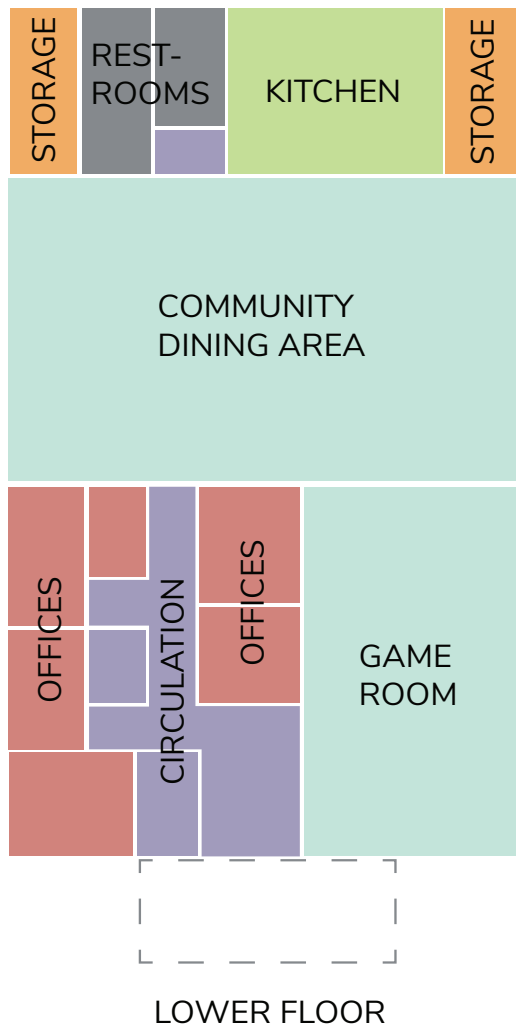 STORAGE
REST-
ROOMS
KITCHEN
STORAGE
COMMUNITY
DINING AREA
OFFICES
CIRCULATION
OFFICES
GAME
ROOM
LOWER FLOOR